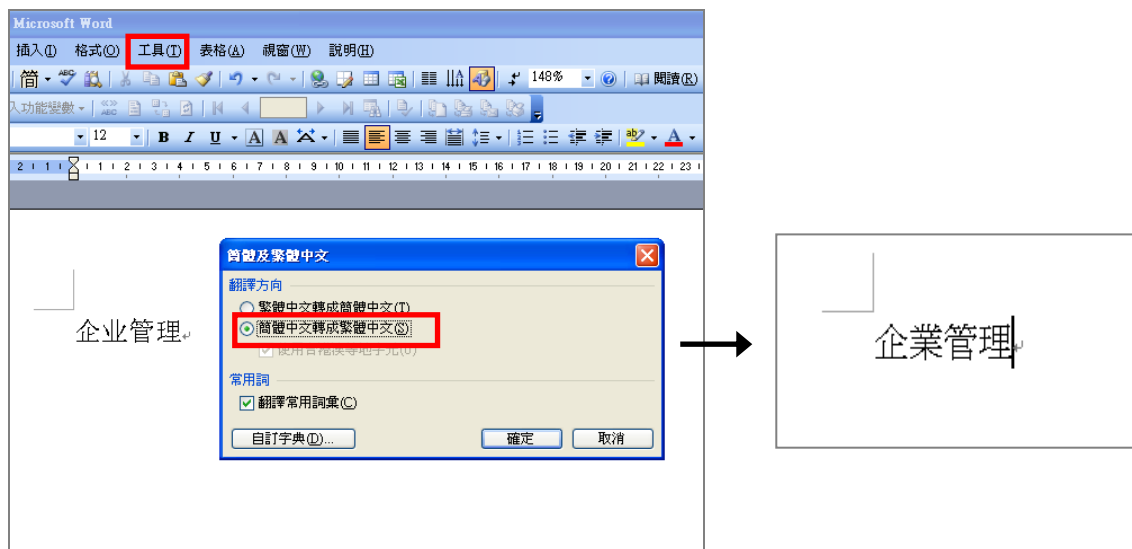 Microsoft Word
插入(I) 格式(O) 工具(T) 表格(A) 視窗(W) 說明(H)
简 148% 閱讀(R)
入功能變數
12 B I U A A A
2 1 1 2 3 4 5 6 7 8 9 10 11 12 13 14 15 16 17 18 19 20 21 22 23
簡體及繁體中文
翻譯方向
繁體中文轉成簡體中文(T)
簡體中文轉成繁體中文(S)
企业管理
常用詞
翻譯常用詞彙(C)
自訂字典(D)... 確定 取消
企業管理